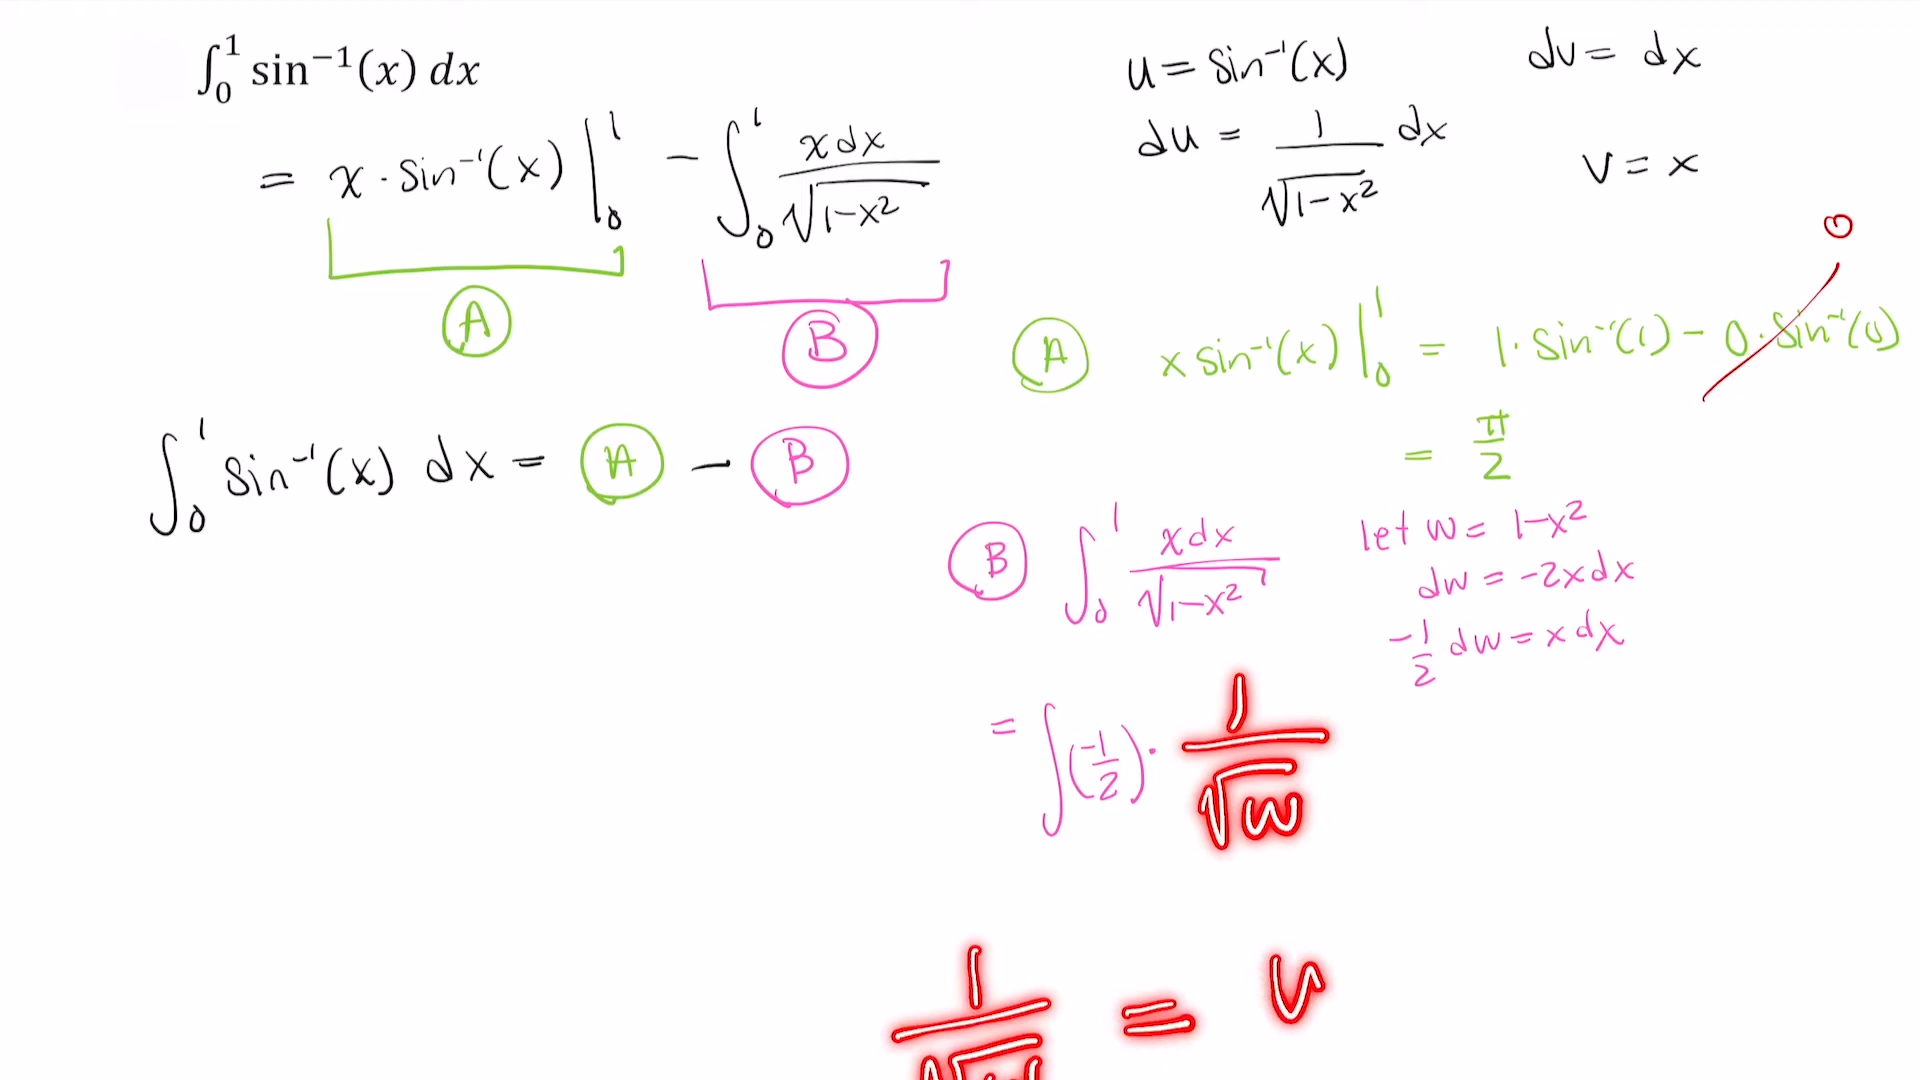 ∫₀¹ sin⁻¹(x) dx
= x · sin⁻¹(x) |₀¹ − ∫₀¹ x dx / √(1−x²)
A B
∫₀¹ sin⁻¹(x) dx = A − B
u = sin⁻¹(x) dv = dx
du = 1/√(1−x²) dx v = x
0
A x sin⁻¹(x) |₀¹ = 1 · sin⁻¹(1) − 0 · sin⁻¹(0)
= π/2
B ∫₀¹ x dx / √(1−x²)
let w = 1−x²
dw = −2x dx
−1/2 dw = x dx
= ∫ (−1/2) · 1/√w
1/√w =